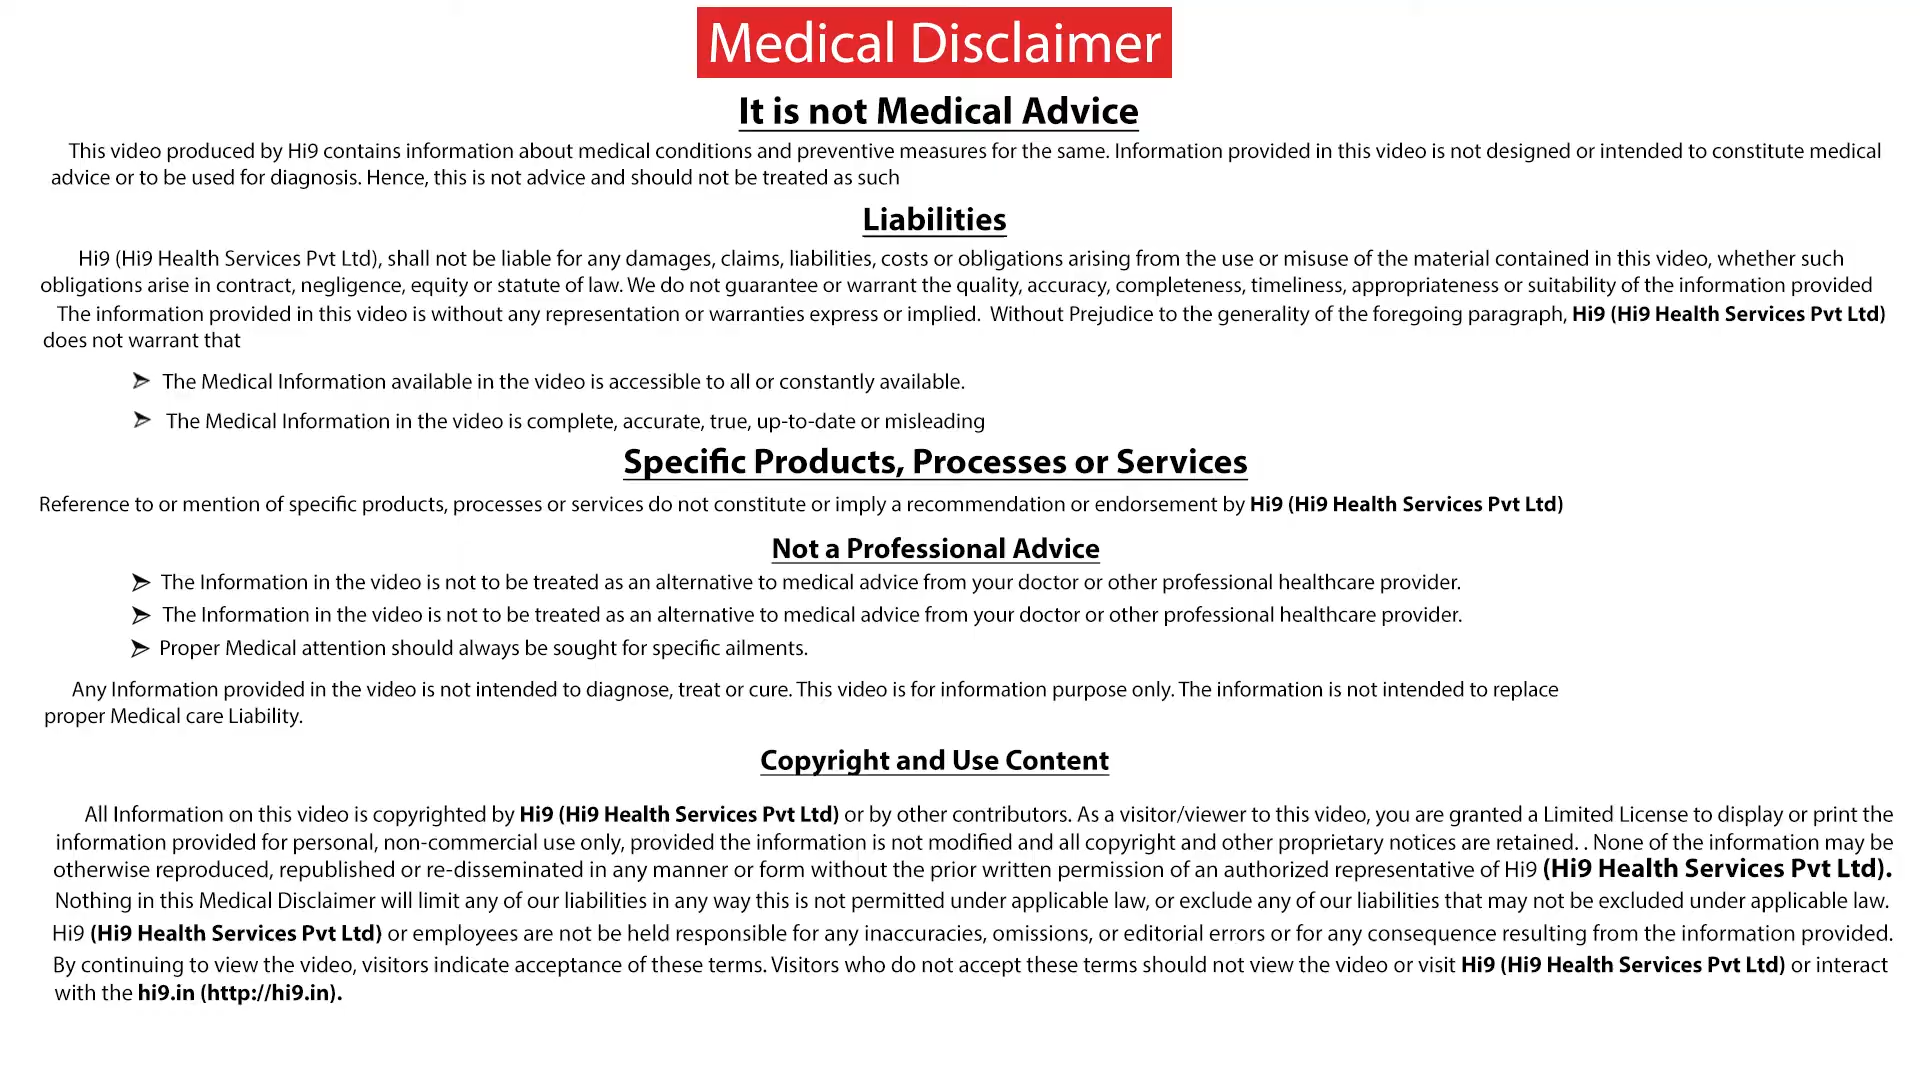 Medical Disclaimer
It is not Medical Advice
This video produced by Hi9 contains information about medical conditions and preventive measures for the same. Information provided in this video is not designed or intended to constitute medical
advice or to be used for diagnosis. Hence, this is not advice and should not be treated as such
Liabilities
Hi9 (Hi9 Health Services Pvt Ltd), shall not be liable for any damages, claims, liabilities, costs or obligations arising from the use or misuse of the material contained in this video, whether such
obligations arise in contract, negligence, equity or statute of law. We do not guarantee or warrant the quality, accuracy, completeness, timeliness, appropriateness or suitability of the information provided
The information provided in this video is without any representation or warranties express or implied. Without Prejudice to the generality of the foregoing paragraph, Hi9 (Hi9 Health Services Pvt Ltd)
does not warrant that
➢ The Medical Information available in the video is accessible to all or constantly available.
➢ The Medical Information in the video is complete, accurate, true, up-to-date or misleading
Specific Products, Processes or Services
Reference to or mention of specific products, processes or services do not constitute or imply a recommendation or endorsement by Hi9 (Hi9 Health Services Pvt Ltd)
Not a Professional Advice
➢ The Information in the video is not to be treated as an alternative to medical advice from your doctor or other professional healthcare provider.
➢ The Information in the video is not to be treated as an alternative to medical advice from your doctor or other professional healthcare provider.
➢ Proper Medical attention should always be sought for specific ailments.
Any Information provided in the video is not intended to diagnose, treat or cure. This video is for information purpose only. The information is not intended to replace
proper Medical care Liability.
Copyright and Use Content
All Information on this video is copyrighted by Hi9 (Hi9 Health Services Pvt Ltd) or by other contributors. As a visitor/viewer to this video, you are granted a Limited License to display or print the
information provided for personal, non-commercial use only, provided the information is not modified and all copyright and other proprietary notices are retained. . None of the information may be
otherwise reproduced, republished or re-disseminated in any manner or form without the prior written permission of an authorized representative of Hi9 (Hi9 Health Services Pvt Ltd).
Nothing in this Medical Disclaimer will limit any of our liabilities in any way this is not permitted under applicable law, or exclude any of our liabilities that may not be excluded under applicable law.
Hi9 (Hi9 Health Services Pvt Ltd) or employees are not be held responsible for any inaccuracies, omissions, or editorial errors or for any consequence resulting from the information provided.
By continuing to view the video, visitors indicate acceptance of these terms. Visitors who do not accept these terms should not view the video or visit Hi9 (Hi9 Health Services Pvt Ltd) or interact
with the hi9.in (http://hi9.in).